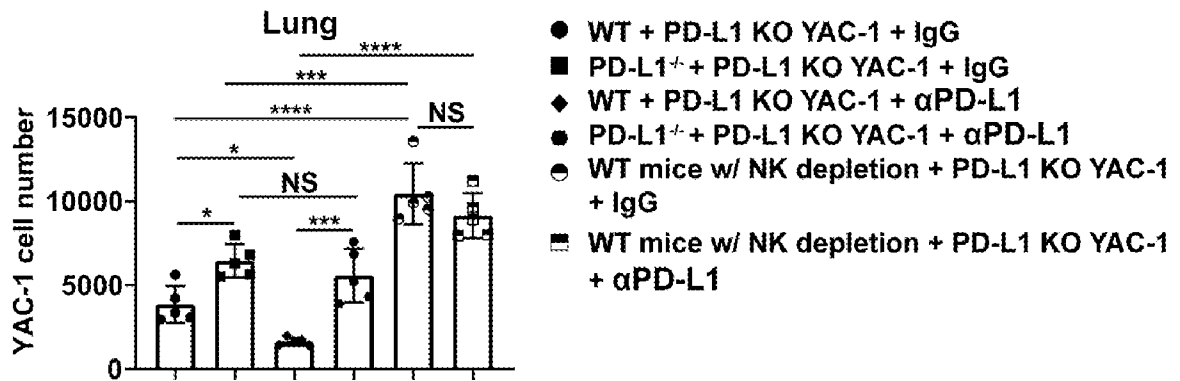 Lung
****
***
****
NS
*
NS
*
***
YAC-1 cell number
15000
10000
5000
0
WT + PD-L1 KO YAC-1 + IgG
PD-L1-/- + PD-L1 KO YAC-1 + IgG
WT + PD-L1 KO YAC-1 + αPD-L1
PD-L1-/- + PD-L1 KO YAC-1 + αPD-L1
WT mice w/ NK depletion + PD-L1 KO YAC-1
+ IgG
WT mice w/ NK depletion + PD-L1 KO YAC-1
+ αPD-L1